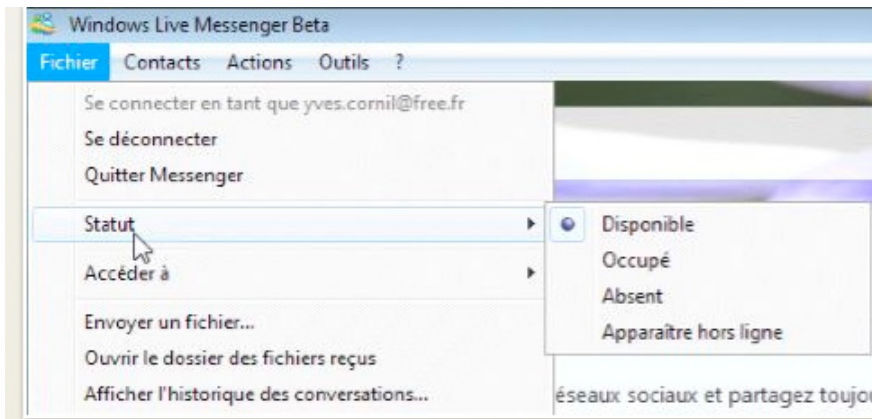 Windows Live Messenger Beta
Fichier Contacts Actions Outils ?
Se connecter en tant que yves.cornil@free.fr
Se déconnecter
Quitter Messenger
Statut
Disponible
Occupé
Absent
Apparaître hors ligne
Accéder à
Envoyer un fichier...
Ouvrir le dossier des fichiers reçus
Afficher l'historique des conversations...
éseaux sociaux et partagez toujou